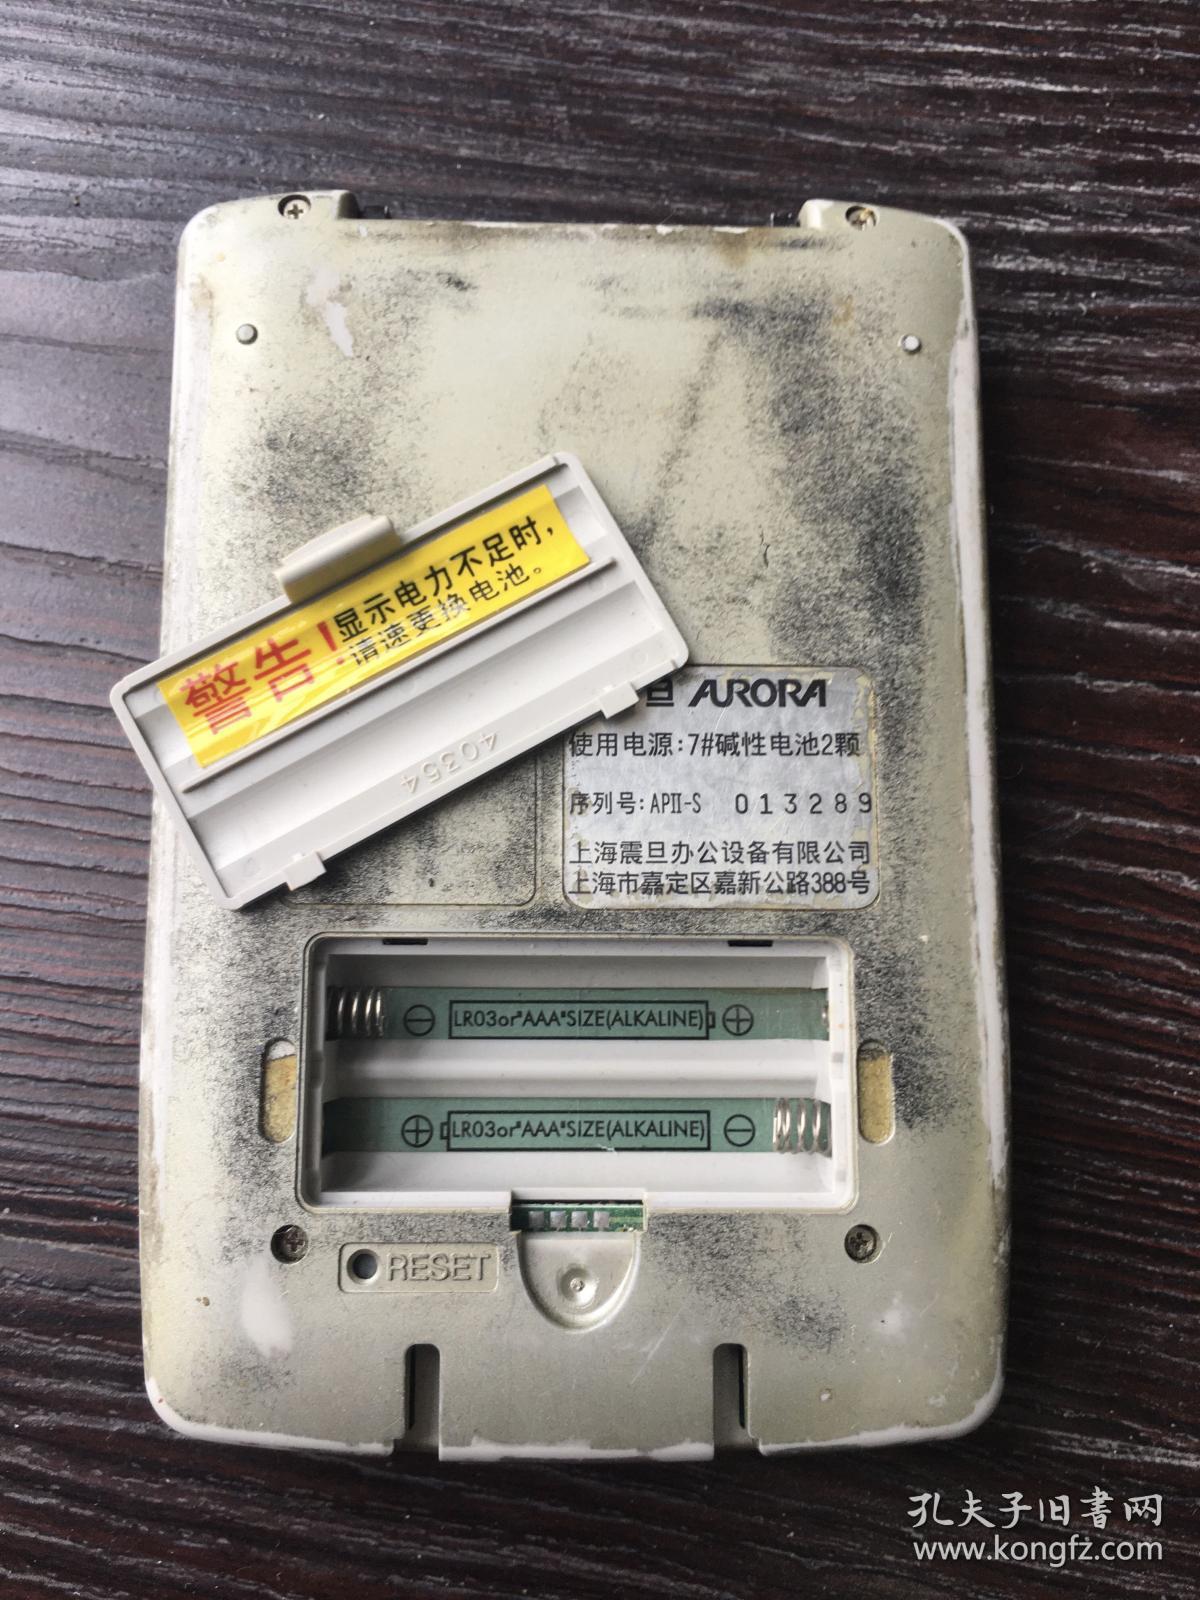 警告!
显示电力不足时，
请速更换电池。
40354
旦 AURORA
使用电源:7#碱性电池2颗
序列号:APII-S 013289
上海震旦办公设备有限公司
上海市嘉定区嘉新公路388号
⊖ LR03or"AAA"SIZE(ALKALINE) ⊕
⊕ LR03or"AAA"SIZE(ALKALINE) ⊖
RESET
孔夫子旧书网
www.kongfz.com